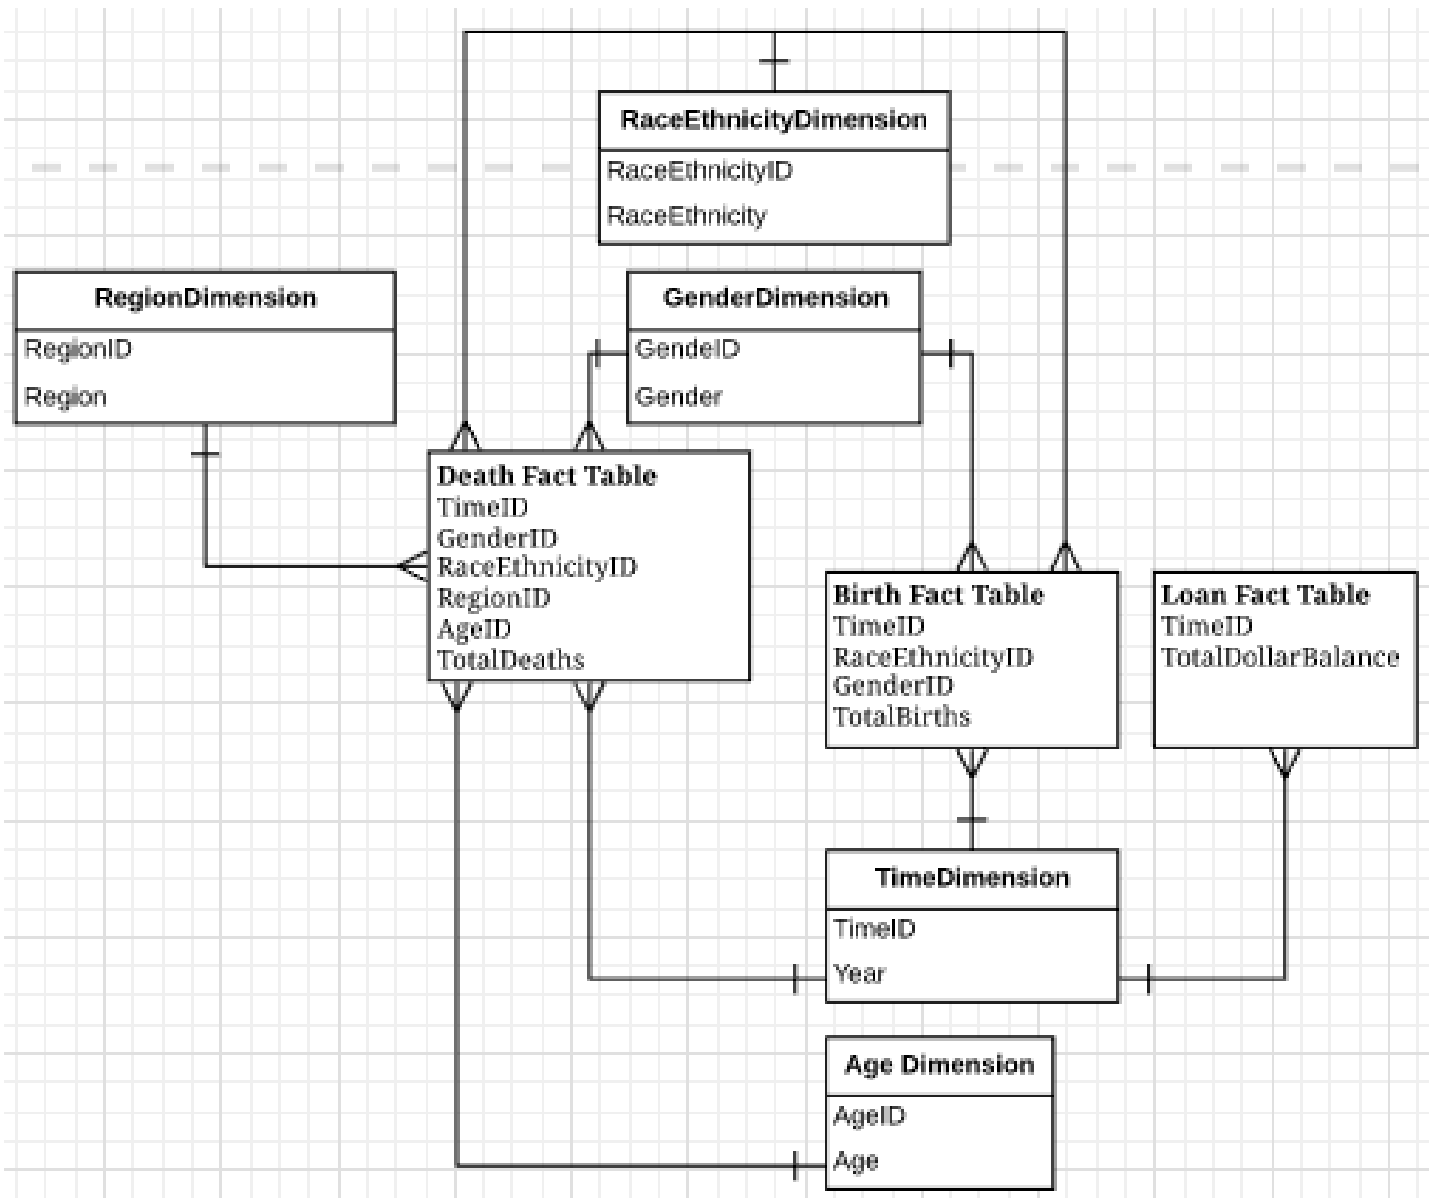 RaceEthnicityDimension
RaceEthnicityID
RaceEthnicity
RegionDimension
RegionID
Region
GenderDimension
GendeID
Gender
Death Fact Table
TimeID
GenderID
RaceEthnicityID
RegionID
AgeID
TotalDeaths
Birth Fact Table
TimeID
RaceEthnicityID
GenderID
TotalBirths
Loan Fact Table
TimeID
TotalDollarBalance
TimeDimension
TimeID
Year
Age Dimension
AgeID
Age